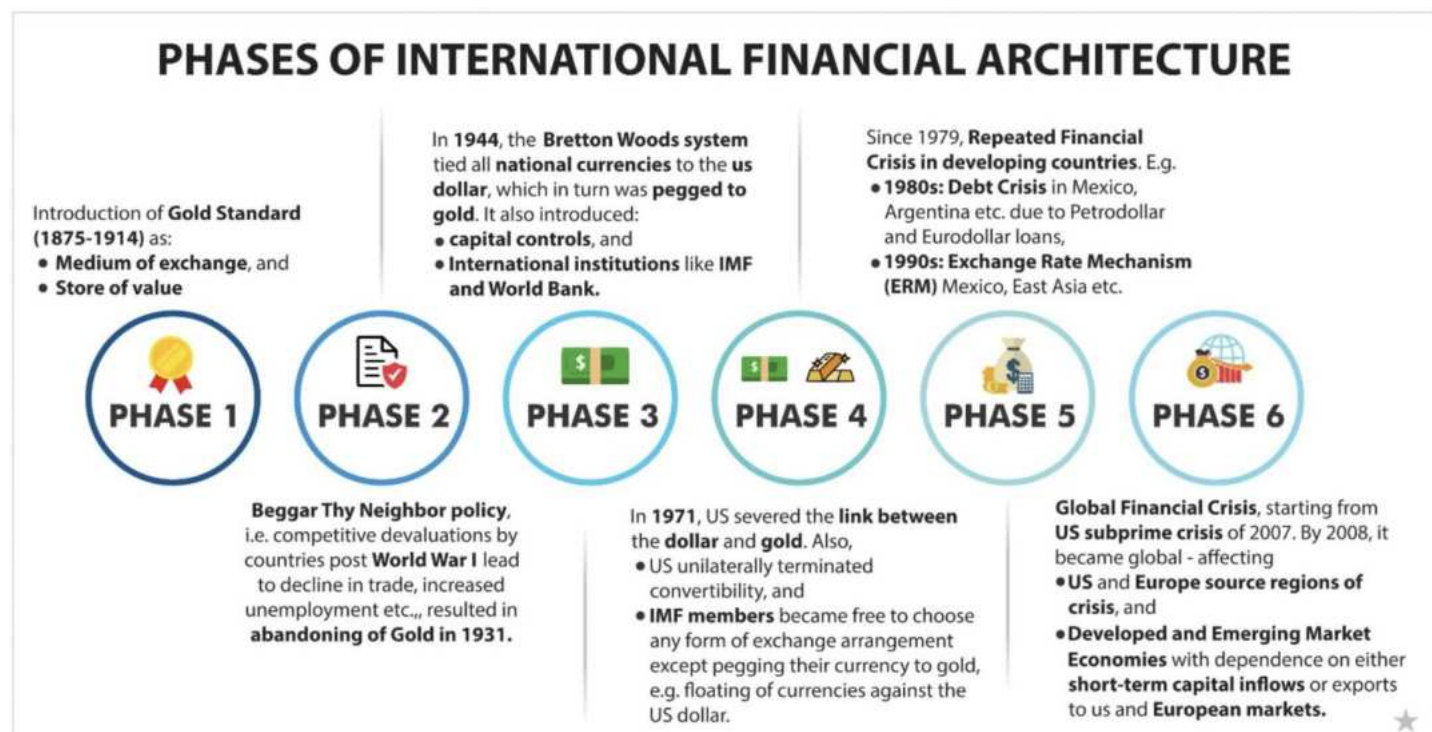 PHASES OF INTERNATIONAL FINANCIAL ARCHITECTURE
Introduction of Gold Standard
(1875-1914) as:
• Medium of exchange, and
• Store of value
In 1944, the Bretton Woods system
tied all national currencies to the us
dollar, which in turn was pegged to
gold. It also introduced:
• capital controls, and
• International institutions like IMF
and World Bank.
Since 1979, Repeated Financial
Crisis in developing countries. E.g.
• 1980s: Debt Crisis in Mexico,
Argentina etc. due to Petrodollar
and Eurodollar loans,
• 1990s: Exchange Rate Mechanism
(ERM) Mexico, East Asia etc.
PHASE 1
PHASE 2
PHASE 3
PHASE 4
PHASE 5
PHASE 6
Beggar Thy Neighbor policy,
i.e. competitive devaluations by
countries post World War I lead
to decline in trade, increased
unemployment etc.,, resulted in
abandoning of Gold in 1931.
In 1971, US severed the link between
the dollar and gold. Also,
• US unilaterally terminated
convertibility, and
• IMF members became free to choose
any form of exchange arrangement
except pegging their currency to gold,
e.g. floating of currencies against the
US dollar.
Global Financial Crisis, starting from
US subprime crisis of 2007. By 2008, it
became global - affecting
• US and Europe source regions of
crisis, and
• Developed and Emerging Market
Economies with dependence on either
short-term capital inflows or exports
to us and European markets.